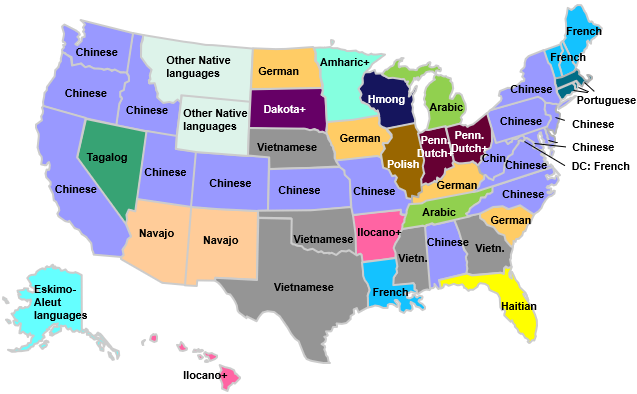 French
French
Chinese
Other Native
languages
German
Amharic+
Chinese
Chinese
Chinese
Other Native
languages
Dakota+
Hmong
Arabic
Portuguese
Chinese
Chinese
Chinese
DC: French
Tagalog
Vietnamese
German
Polish
Penn.
Dutch+
Penn.
Dutch+
Chin.
Chinese
Chinese
Chinese
Chinese
Chinese
Chinese
German
Chinese
Navajo
Navajo
Vietnamese
Ilocano+
Arabic
German
Vietnamese
Vietn.
Chinese
Vietn.
French
Haitian
Eskimo-
Aleut
languages
Ilocano+